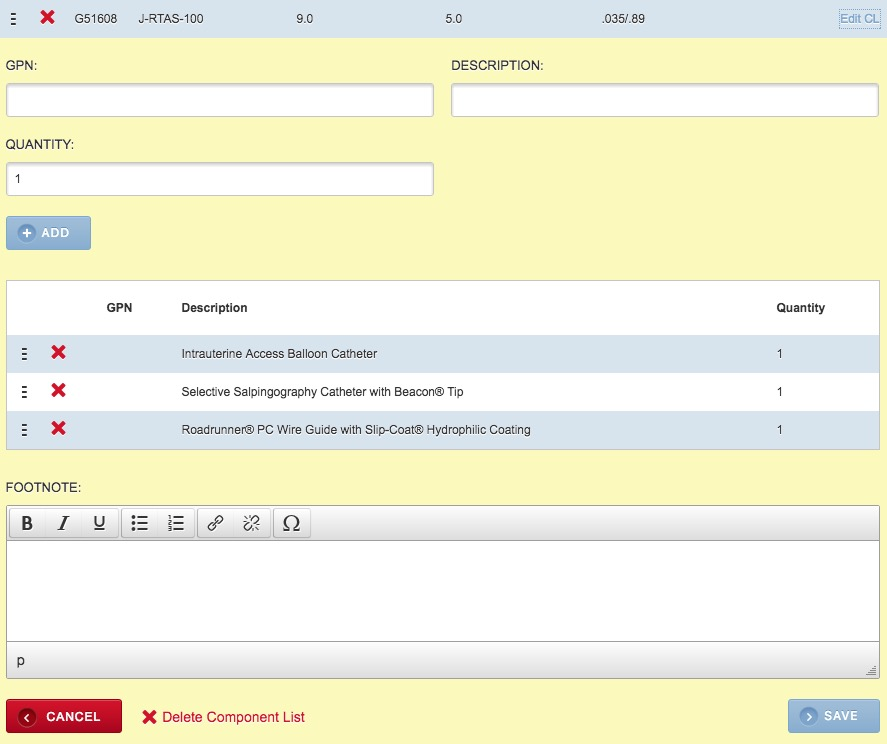 G51608 J-RTAS-100 9.0 5.0 .035/.89 Edit CL
GPN: DESCRIPTION:
QUANTITY:
1
ADD
GPN Description Quantity
Intrauterine Access Balloon Catheter 1
Selective Salpingography Catheter with Beacon® Tip 1
Roadrunner® PC Wire Guide with Slip-Coat® Hydrophilic Coating 1
FOOTNOTE:
B I U Ω
p
CANCEL Delete Component List SAVE